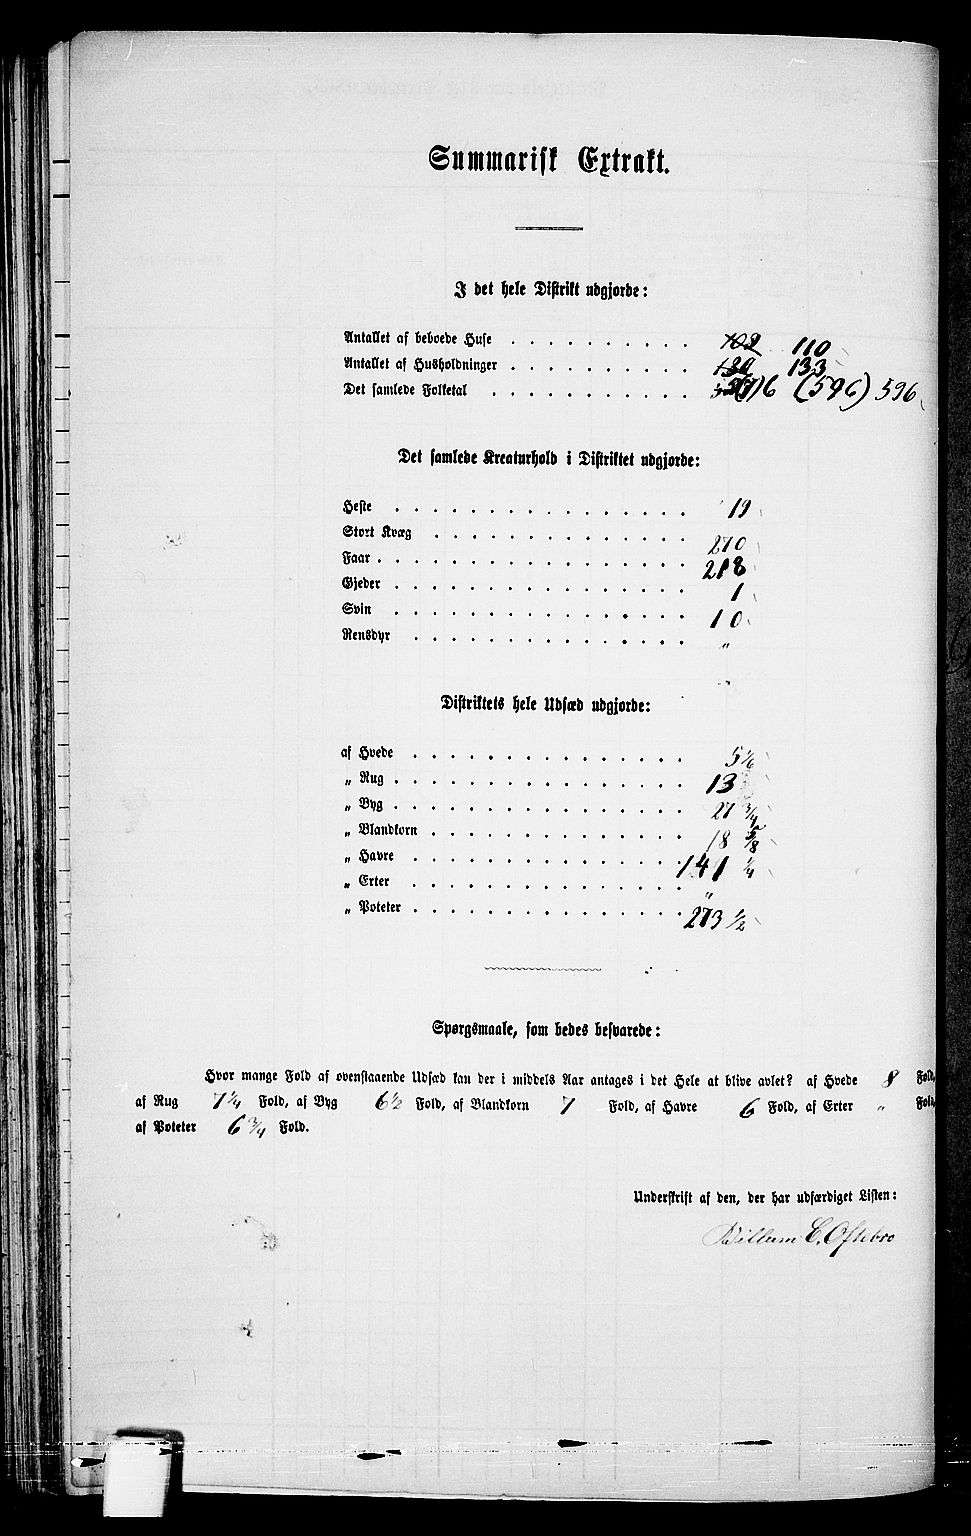 Summarisk Extrakt.
I det hele Distrikt udgjorde:
Antallet af beboede Huse . . . . . . . . . . 110
Antallet af Husholdninger . . . . . . . . . . 133
Det samlede Folketal . . . . . . . . . . . (596) 596
Det samlede Kreaturhold i Distriktet udgjorde:
Heste . . . . . . . . . . . . . . . . 19
Stort Kvæg . . . . . . . . . . . . . . 270
Faar . . . . . . . . . . . . . . . . . 218
Gjeder . . . . . . . . . . . . . . . . 1
Svin . . . . . . . . . . . . . . . . 10
Rensdyr . . . . . . . . . . . . . . . "
Distriktets hele Udsæd udgjorde:
af Hvede . . . . . . . . . . . . . . . 5 1/6
„ Rug . . . . . . . . . . . . . . . . 13
„ Byg . . . . . . . . . . . . . . . . 27 3/4
„ Blandkorn . . . . . . . . . . . . . . 18 5/8
„ Havre . . . . . . . . . . . . . . . 141 1/4
„ Erter . . . . . . . . . . . . . . . "
„ Poteter . . . . . . . . . . . . . . . 273 1/2
Spørgsmaale, som bedes besvarede:
Hvor mange Fold af ovenstaaende Udsæd kan der i middels Aar antages i det Hele at blive avlet? af Hvede 8 Fold,
af Rug 7 1/4 Fold, af Byg 6 1/2 Fold, af Blandkorn 7 Fold, af Havre 6 Fold, af Erter " Fold,
af Poteter 6 3/4 Fold.
Underskrift af den, der har udfærdiget Listen:
Willum C. Oftebro